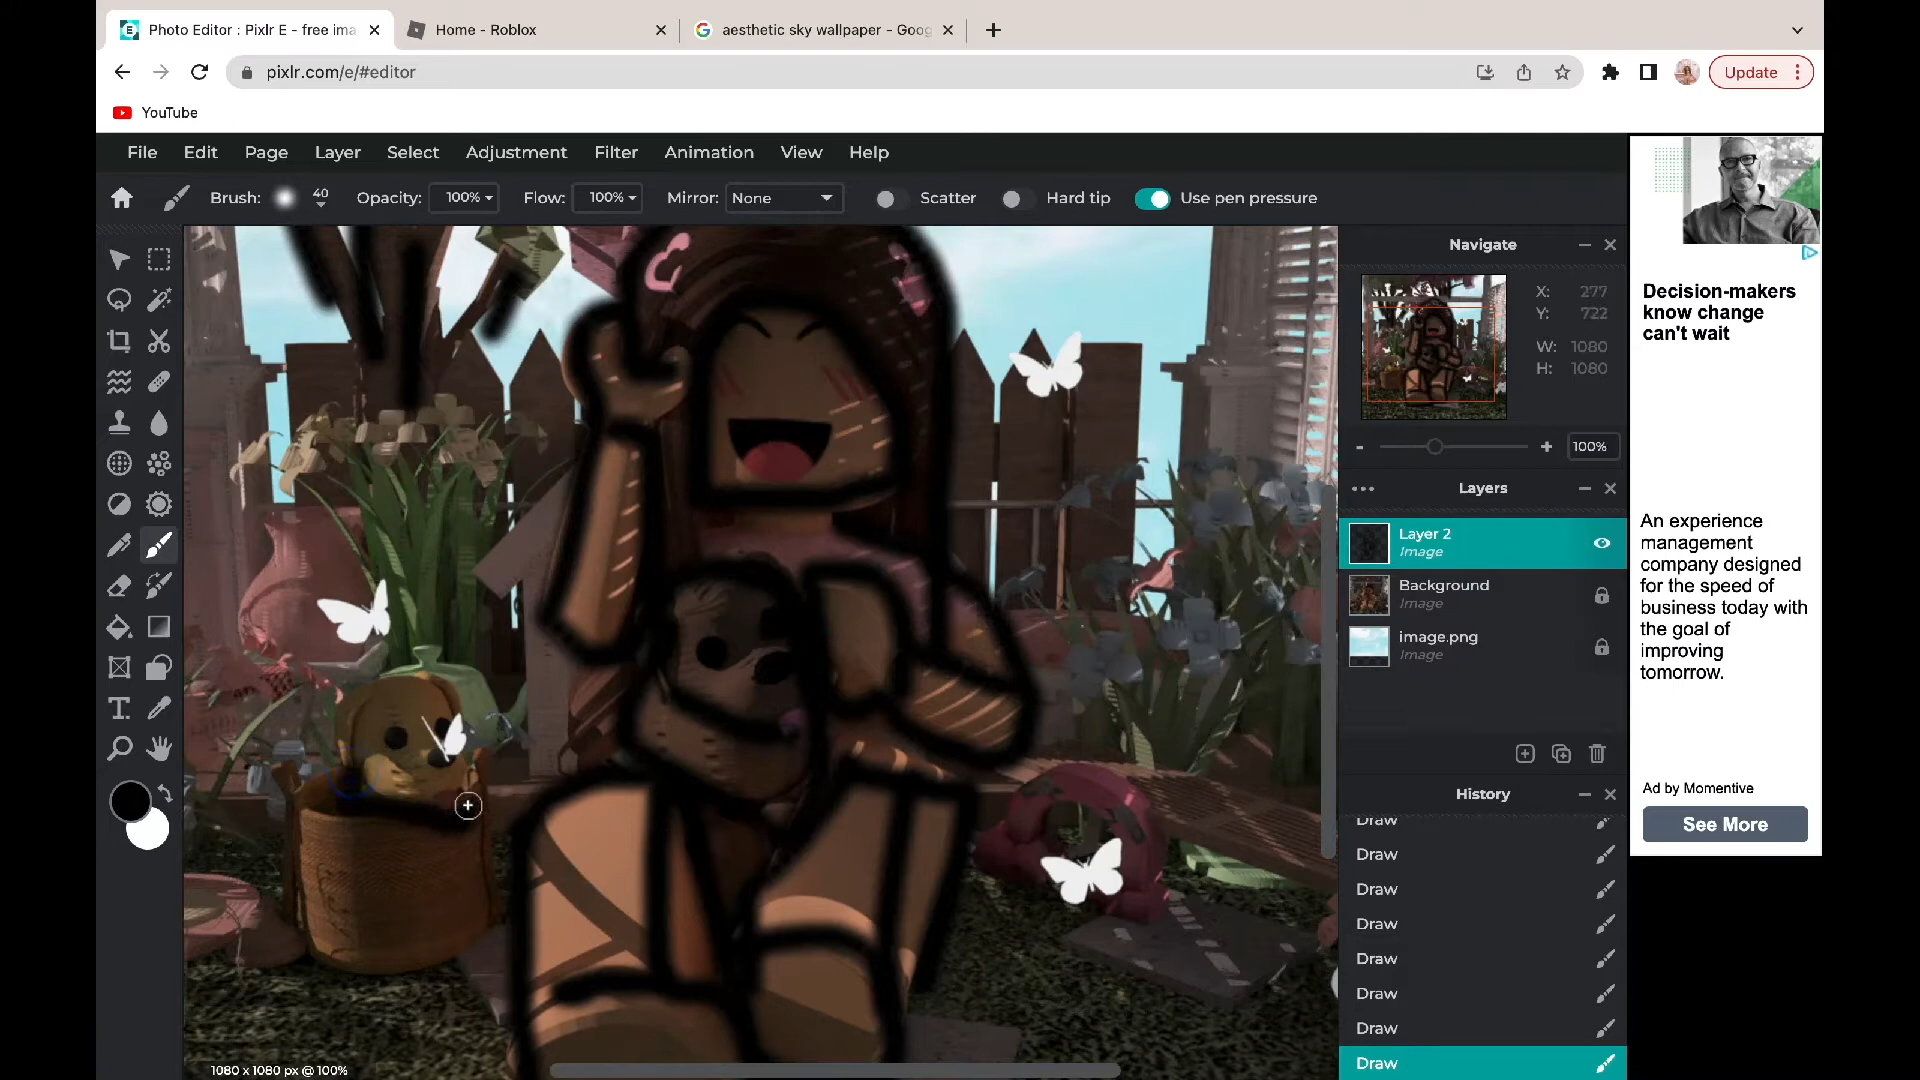 Photo Editor : Pixlr E - free ima
Home - Roblox
aesthetic sky wallpaper - Goog
pixlr.com/e/#editor
Update
YouTube
File Edit Page Layer Select Adjustment Filter Animation View Help
Brush: 40 Opacity: 100% Flow: 100% Mirror: None Scatter Hard tip Use pen pressure
Navigate
X: 277
Y: 722
W: 1080
H: 1080
- + 100%
Layers
Layer 2
Image
Background
Image
image.png
Image
History
Draw
Draw
Draw
Draw
Draw
Draw
Draw
Draw
1080 x 1080 px @ 100%
Decision-makers
know change
can't wait
An experience
management
company designed
for the speed of
business today with
the goal of
improving
tomorrow.
Ad by Momentive
See More